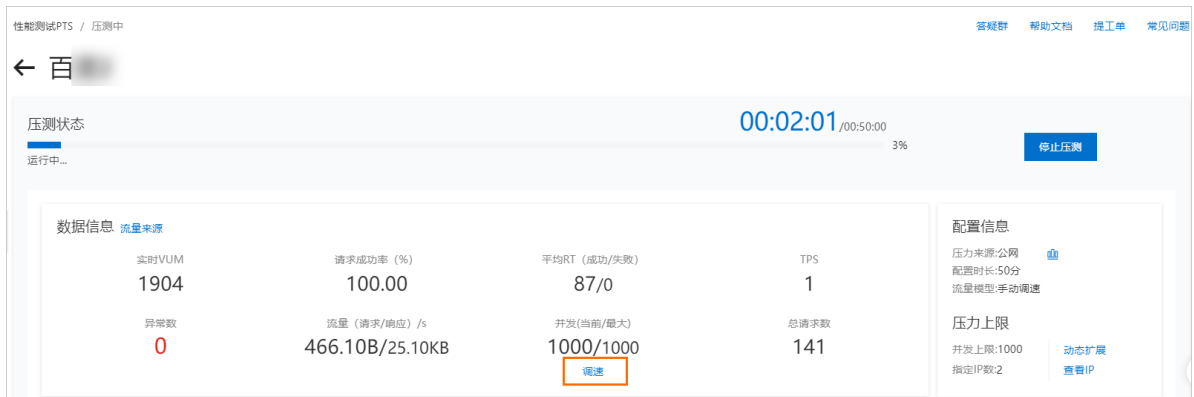 性能测试PTS / 压测中
答疑群 帮助文档 提工单 常见问题
百
压测状态
00:02:01/00:50:00
3%
运行中...
停止压测
数据信息 流量来源
实时VUM 请求成功率（%） 平均RT（成功/失败） TPS
1904 100.00 87/0 1
异常数 流量（请求/响应）/s 并发(当前/最大) 总请求数
0 466.10B/25.10KB 1000/1000 141
调速
配置信息
压力来源:公网
配置时长:50分
流量模型:手动调速
压力上限
并发上限:1000 动态扩展
指定IP数:2 查看IP